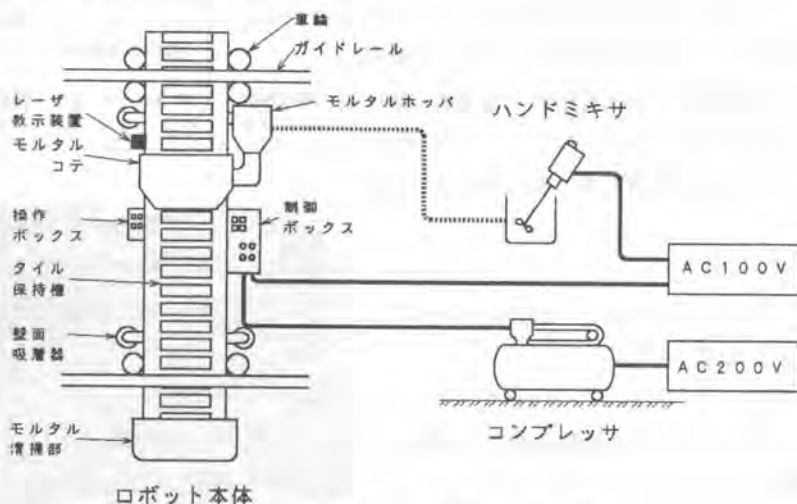 車輪
ガイドレール
レーザ
教示装置
モルタル
コテ
モルタルホッパ
ハンドミキサ
操作
ボックス
制御
ボックス
タイル
保持機
壁面
吸着器
AC100V
AC200V
モルタル
清掃部
コンプレッサ
ロボット本体